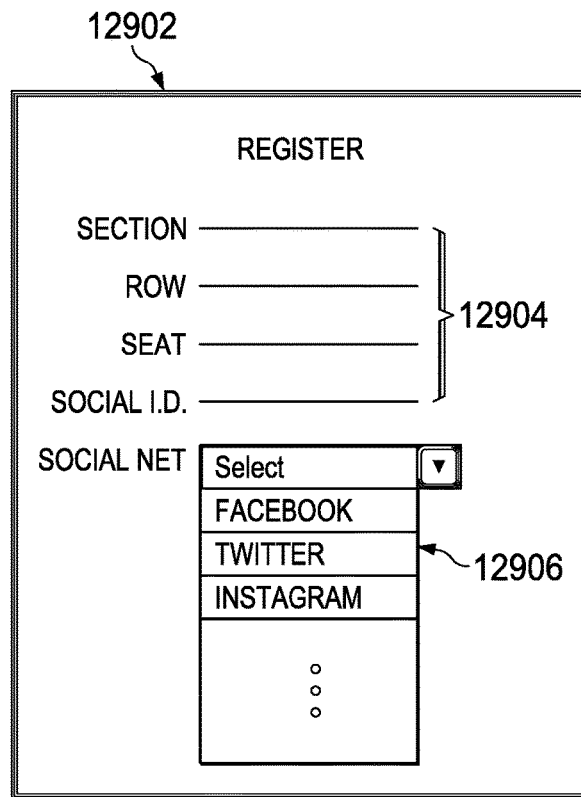 12902
REGISTER
SECTION
ROW
SEAT
12904
SOCIAL I.D.
SOCIAL NET Select ▼
FACEBOOK
TWITTER
12906
INSTAGRAM